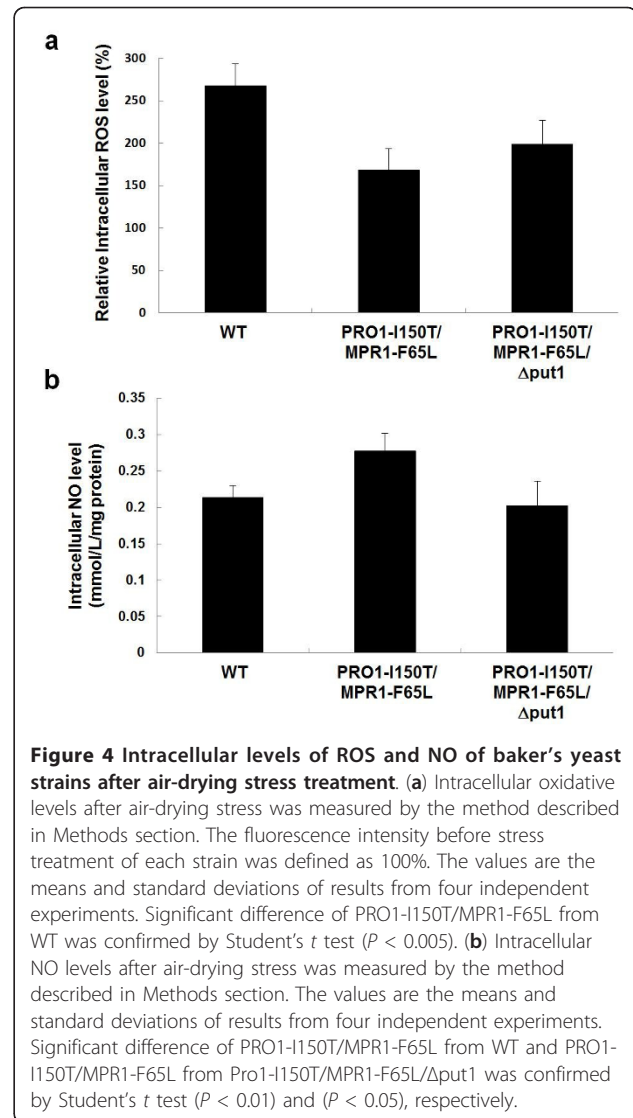 a
Relative Intracellular ROS level (%)
300
250
200
150
100
50
0
WT
PRO1-I150T/
MPR1-F65L
PRO1-I150T/
MPR1-F65L/
Δput1
b
Intracellular NO level
(mmol/L/mg protein)
0.35
0.3
0.25
0.2
0.15
0.1
0.05
0
WT
PRO1-I150T/
MPR1-F65L
PRO1-I150T/
MPR1-F65L/
Δput1
Figure 4 Intracellular levels of ROS and NO of baker's yeast
strains after air-drying stress treatment. (a) Intracellular oxidative
levels after air-drying stress was measured by the method described
in Methods section. The fluorescence intensity before stress
treatment of each strain was defined as 100%. The values are the
means and standard deviations of results from four independent
experiments. Significant difference of PRO1-I150T/MPR1-F65L from
WT was confirmed by Student's t test (P < 0.005). (b) Intracellular
NO levels after air-drying stress was measured by the method
described in Methods section. The values are the means and
standard deviations of results from four independent experiments.
Significant difference of PRO1-I150T/MPR1-F65L from WT and PRO1-
I150T/MPR1-F65L from Pro1-I150T/MPR1-F65L/Δput1 was confirmed
by Student's t test (P < 0.01) and (P < 0.05), respectively.